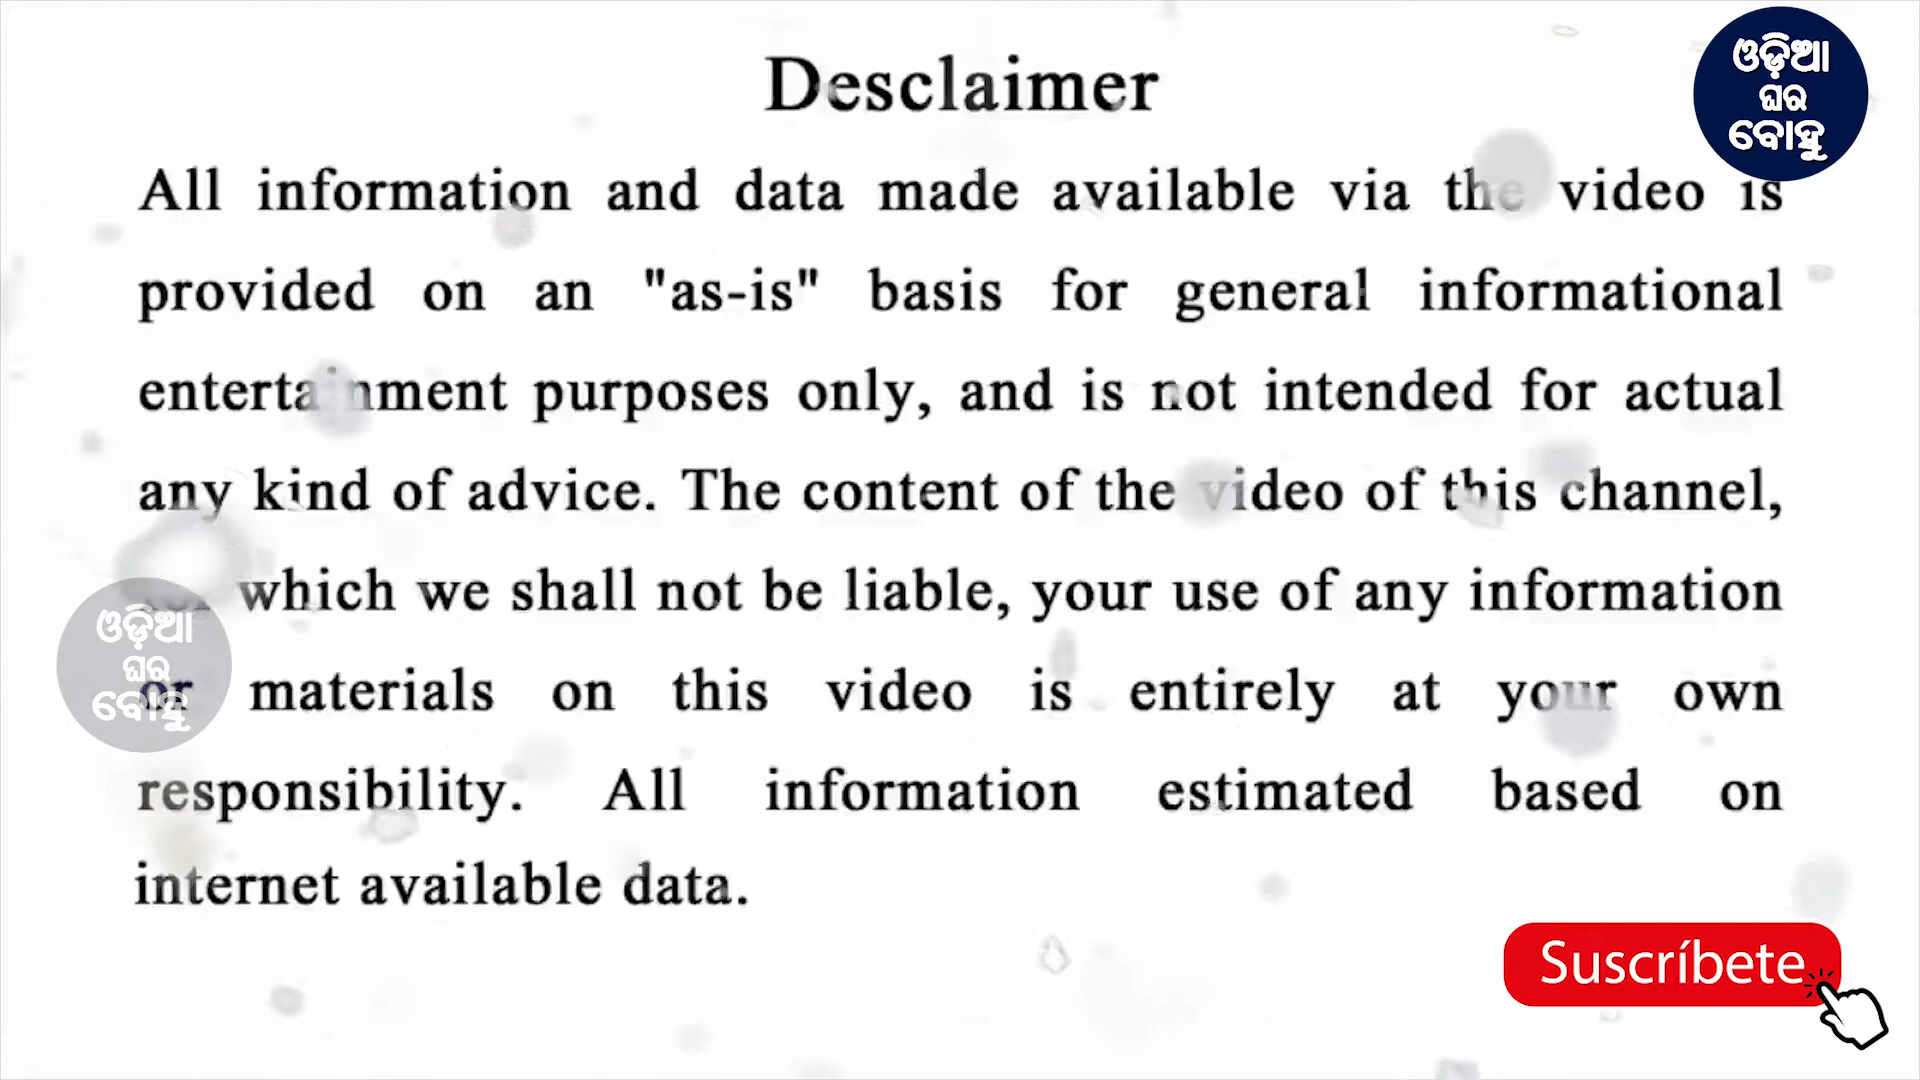 Desclaimer
ଓଡ଼ିଆ
ଘର
ବୋହୂ
All information and data made available via the video is
provided on an "as-is" basis for general informational
entertainment purposes only, and is not intended for actual
any kind of advice. The content of the video of this channel,
which we shall not be liable, your use of any information
or materials on this video is entirely at your own
responsibility. All information estimated based on
internet available data.
ଓଡ଼ିଆ
ଘର
ବୋହୂ
Suscríbete